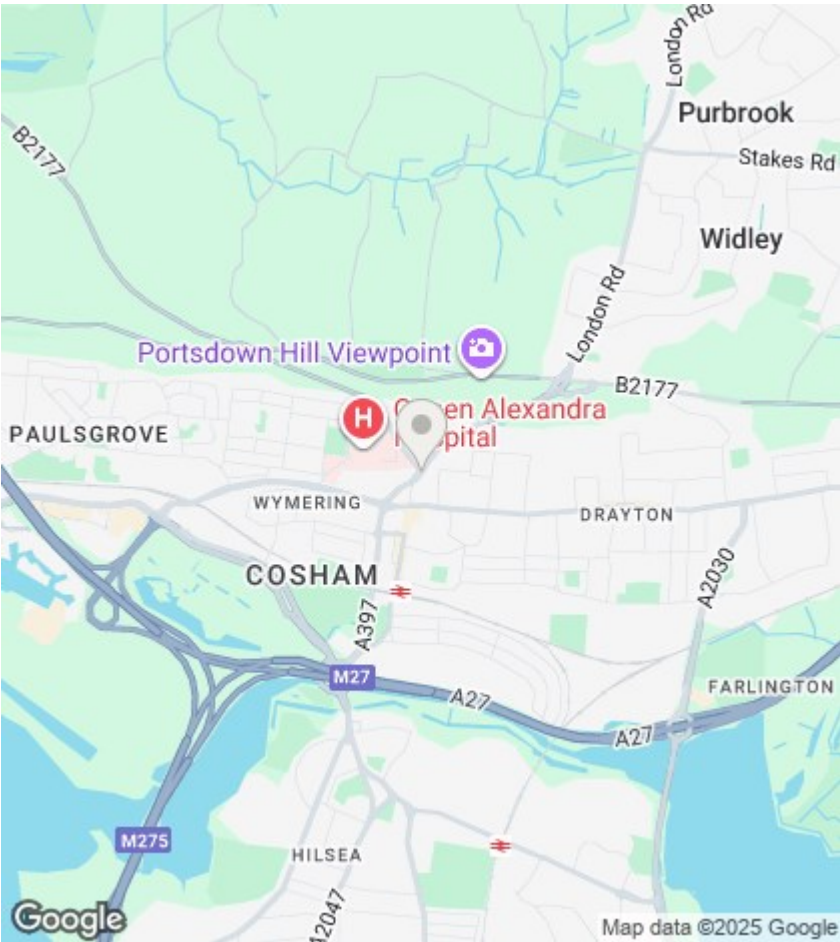 London Rd
Purbrook
B2177
Stakes Rd
Widley
London Rd
Portsdown Hill Viewpoint
B2177
H
Alexandra
PAULSGROVE
WYMERING
DRAYTON
COSHAM
A2030
A397
M27
A27
FARLINGTON
A27
M275
HILSEA
A2047
Google
Map data ©2025 Google